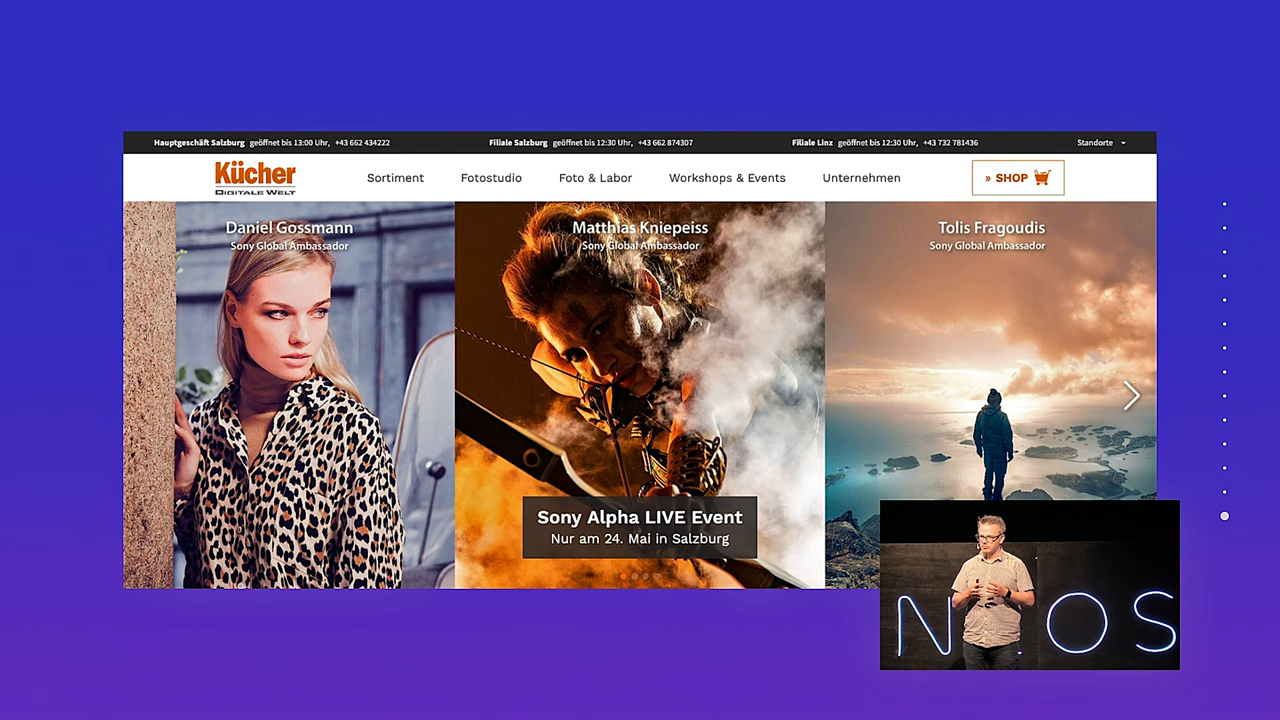 Hauptgeschäft Salzburg geöffnet bis 13:00 Uhr, +43 662 434222
Filiale Salzburg geöffnet bis 12:30 Uhr, +43 662 874307
Filiale Linz geöffnet bis 12:30 Uhr, +43 732 781436
Standorte
Kücher
DIGITALE WELT
Sortiment
Fotostudio
Foto & Labor
Workshops & Events
Unternehmen
» SHOP
Daniel Gossmann
Sony Global Ambassador
Matthias Kniepeiss
Sony Global Ambassador
Tolis Fragoudis
Sony Global Ambassador
Sony Alpha LIVE Event
Nur am 24. Mai in Salzburg
N OS